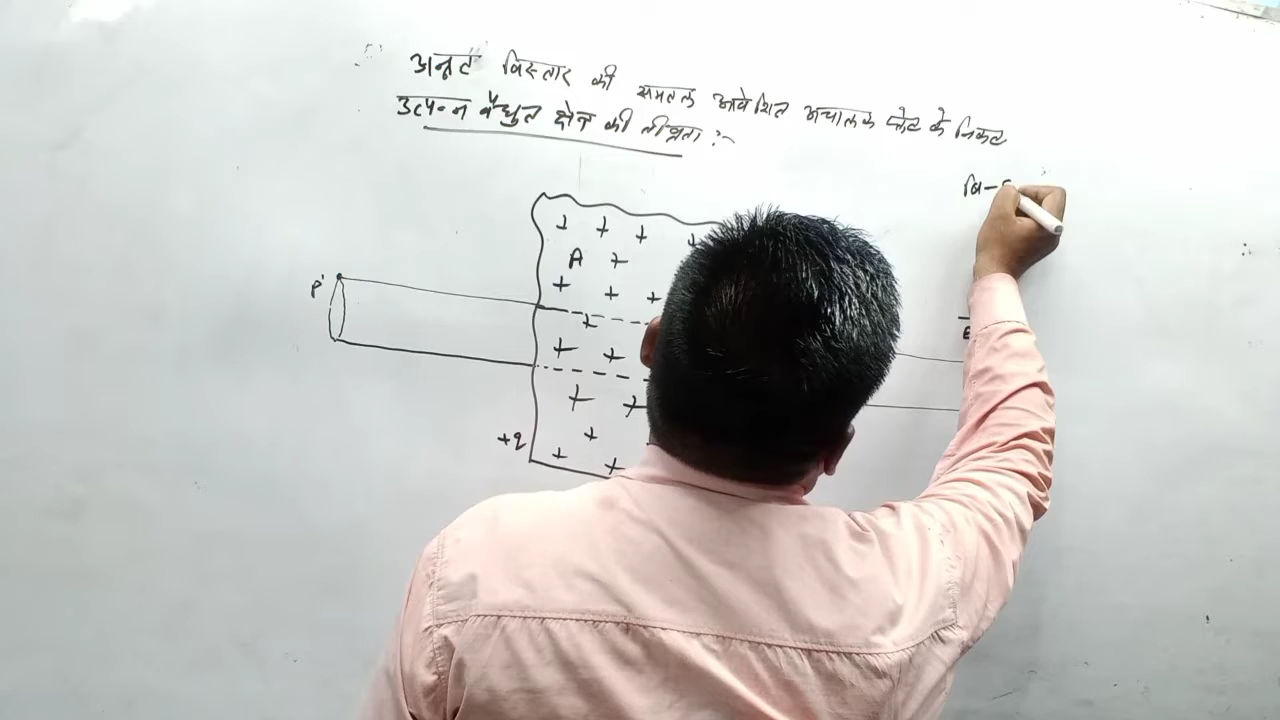 अनन्त विस्तार की समतल आवेशित अचालक प्लेट के निकट
उत्पन्न वैधुत क्षेत्र की तीव्रता :-
चि-
A
P'
E
+q